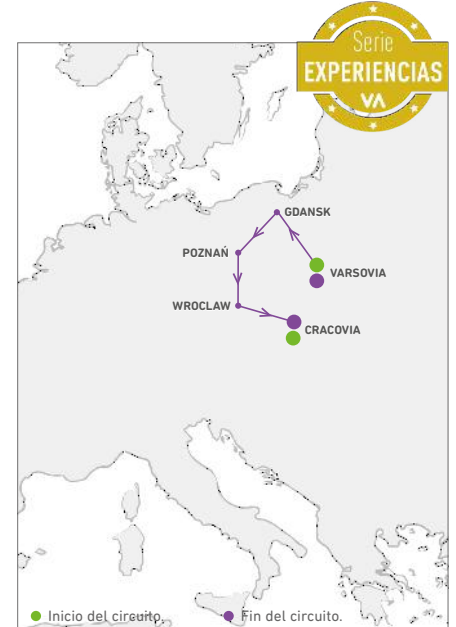 Serie
EXPERIENCIAS
VA
GDANSK
POZNAŃ
VARSOVIA
WROCLAW
CRACOVIA
Inicio del circuito.
Fin del circuito.